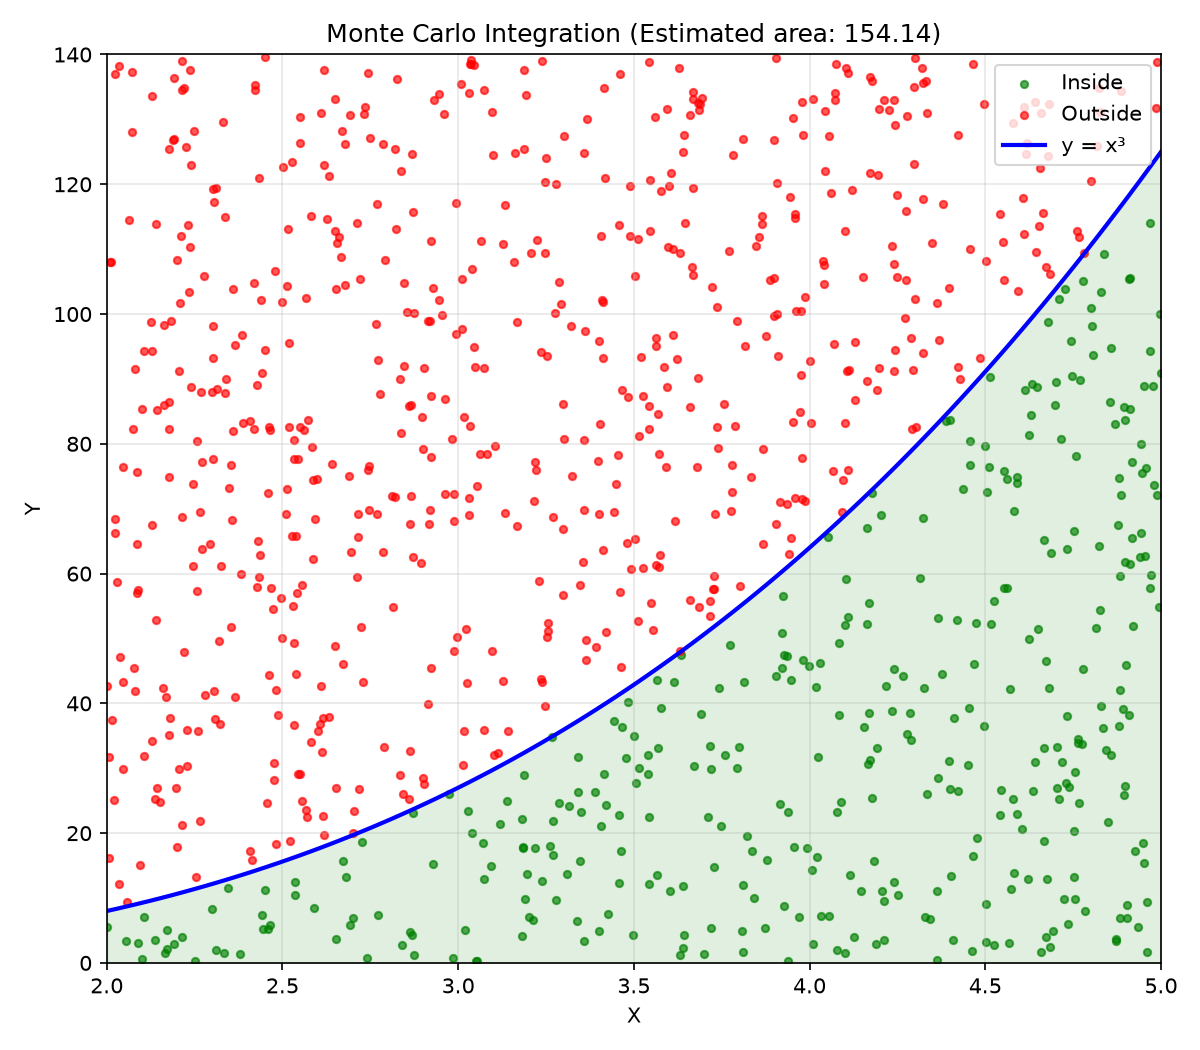 Monte Carlo Integration (Estimated area: 154.14)
140
120
100
80
60
40
20
0
Y
Inside
Outside
y = x³
2.0 2.5 3.0 3.5 4.0 4.5 5.0
X